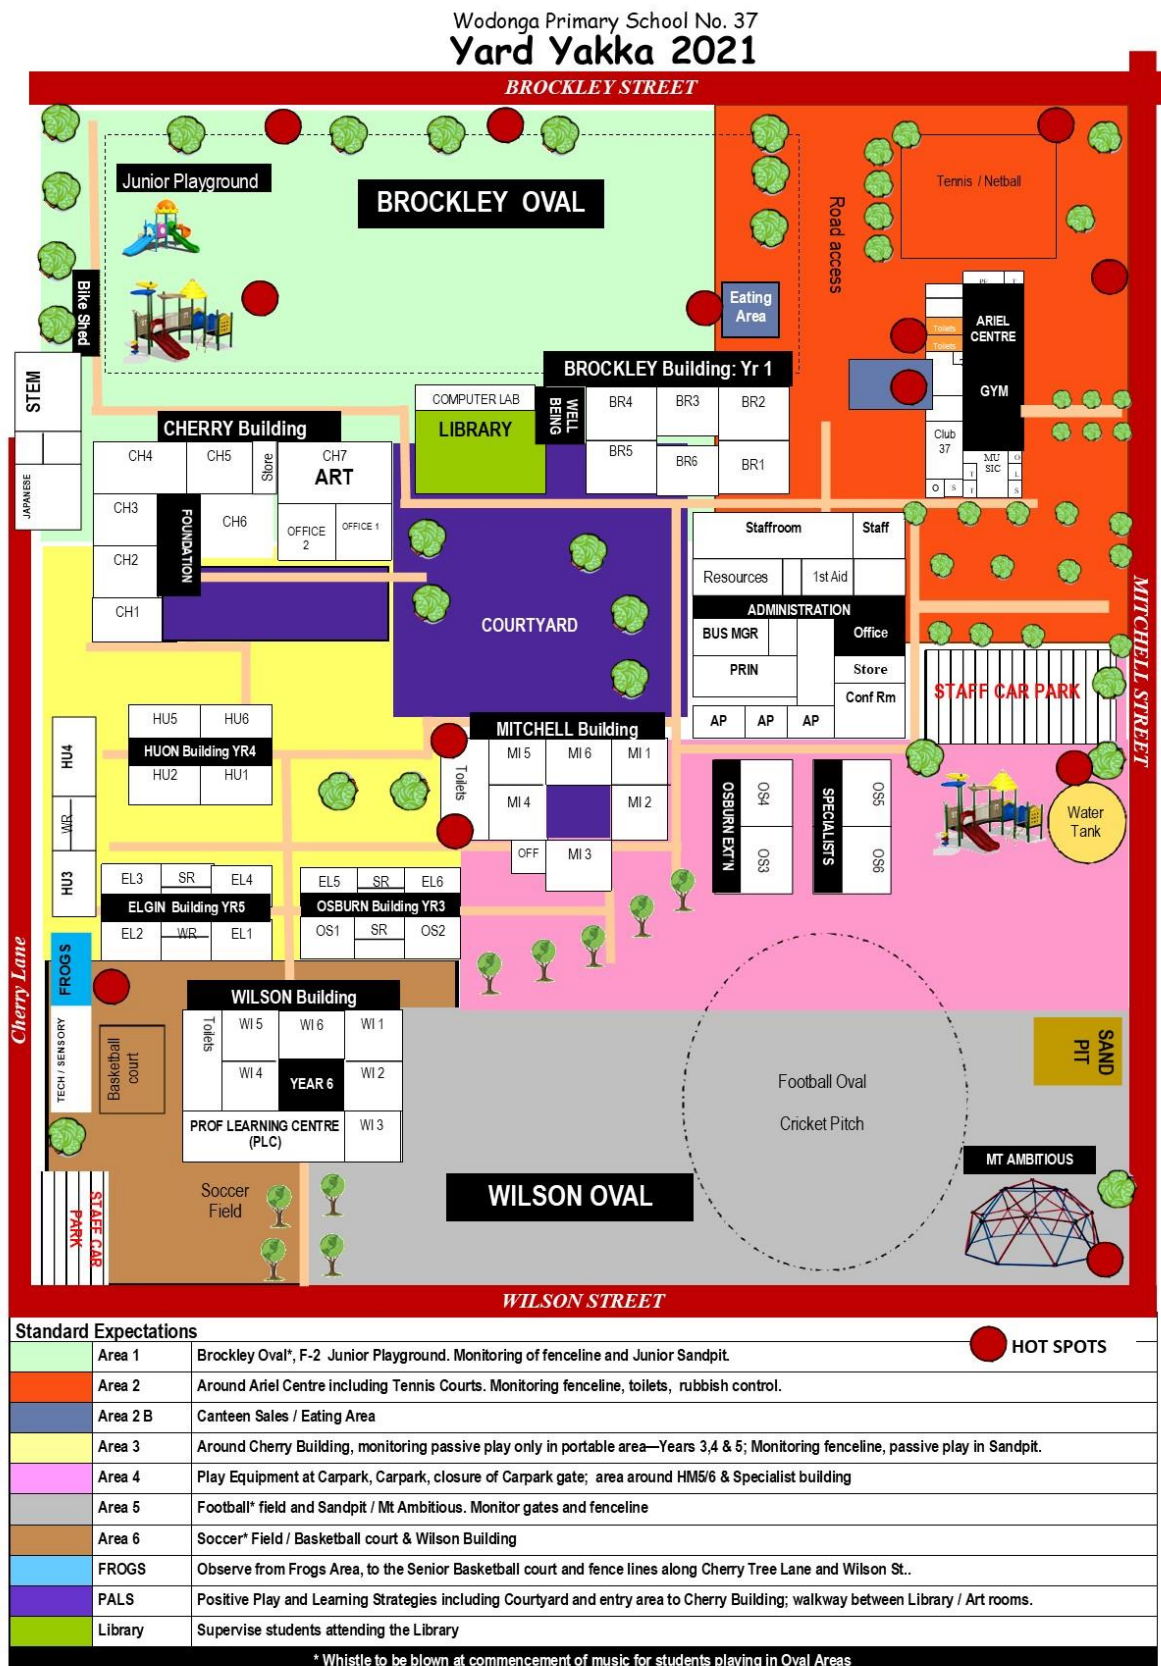 Wodonga Primary School No. 37
Yard Yakka 2021
BROCKLEY STREET
Junior Playground
BROCKLEY OVAL
Tennis / Netball
Road access
Bike Shed
Eating
Area
PE
T
Toilets
Toilets
ARIEL
CENTRE
GYM
STEM
JAPANESE
BROCKLEY Building: Yr 1
COMPUTER LAB
LIBRARY
WELL
BEING
BR4
BR3
BR2
BR5
BR6
BR1
Club
37
MU
SIC
O
S
T
T
O
L
S
CHERRY Building
CH4
CH5
Store
CH7
ART
CH3
FOUNDATION
CH6
OFFICE
2
OFFICE 1
CH2
CH1
COURTYARD
Staffroom
Staff
Resources
1st Aid
ADMINISTRATION
BUS MGR
Office
PRIN
Store
Conf Rm
AP
AP
AP
STAFF CAR PARK
MITCHELL STREET
HU4
WR
HU3
HU5
HU6
HUON Building YR4
HU2
HU1
MITCHELL Building
Toilets
MI 5
MI 6
MI 1
MI 4
MI 2
OFF
MI 3
OSBURN EXT'N
OS4
OS3
SPECIALISTS
OS5
OS6
Water
Tank
EL3
SR
EL4
ELGIN Building YR5
EL2
WR
EL1
EL5
SR
EL6
OSBURN Building YR3
OS1
SR
OS2
Cherry Lane
FROGS
TECH / SENSORY
Basketball
court
WILSON Building
Toilets
WI 5
WI 6
WI 1
WI 4
YEAR 6
WI 2
PROF LEARNING CENTRE
(PLC)
WI 3
Football Oval
Cricket Pitch
SAND
PIT
MT AMBITIOUS
STAFF CAR
PARK
Soccer
Field
WILSON OVAL
WILSON STREET
Standard Expectations
HOT SPOTS
Area 1 Brockley Oval*, F-2 Junior Playground. Monitoring of fenceline and Junior Sandpit.
Area 2 Around Ariel Centre including Tennis Courts. Monitoring fenceline, toilets, rubbish control.
Area 2 B Canteen Sales / Eating Area
Area 3 Around Cherry Building, monitoring passive play only in portable area—Years 3,4 & 5; Monitoring fenceline, passive play in Sandpit.
Area 4 Play Equipment at Carpark, Carpark, closure of Carpark gate; area around HM5/6 & Specialist building
Area 5 Football* field and Sandpit / Mt Ambitious. Monitor gates and fenceline
Area 6 Soccer* Field / Basketball court & Wilson Building
FROGS Observe from Frogs Area, to the Senior Basketball court and fence lines along Cherry Tree Lane and Wilson St..
PALS Positive Play and Learning Strategies including Courtyard and entry area to Cherry Building; walkway between Library / Art rooms.
Library Supervise students attending the Library
* Whistle to be blown at commencement of music for students playing in Oval Areas